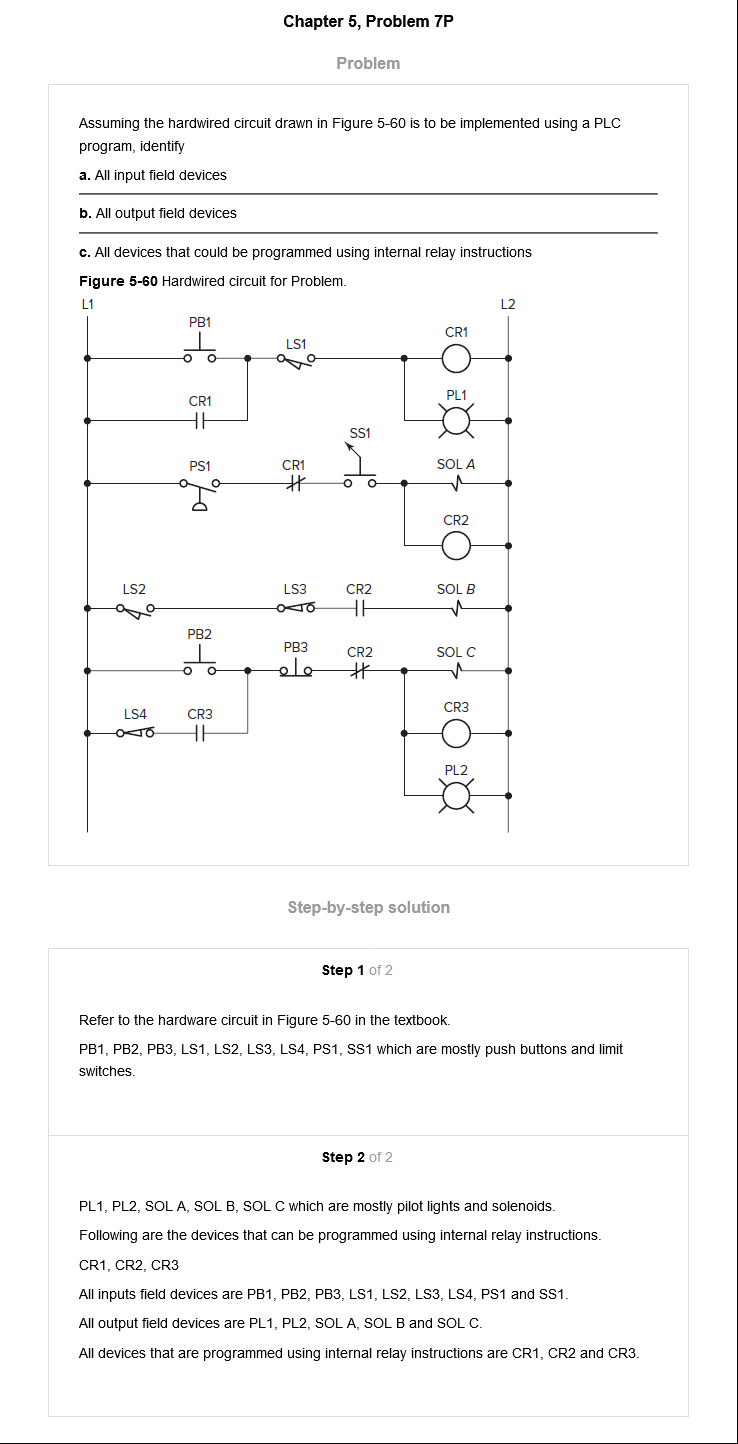 Chapter 5, Problem 7P
Problem
Assuming the hardwired circuit drawn in Figure 5-60 is to be implemented using a PLC
program, identify
a. All input field devices
b. All output field devices
c. All devices that could be programmed using internal relay instructions
Figure 5-60 Hardwired circuit for Problem.
L1 L2
PB1 LS1 CR1
CR1 PL1
SS1
PS1 CR1 SOL A
CR2
LS2 LS3 CR2 SOL B
PB2 PB3 CR2 SOL C
LS4 CR3 CR3
PL2
Step-by-step solution
Step 1 of 2
Refer to the hardware circuit in Figure 5-60 in the textbook.
PB1, PB2, PB3, LS1, LS2, LS3, LS4, PS1, SS1 which are mostly push buttons and limit
switches.
Step 2 of 2
PL1, PL2, SOL A, SOL B, SOL C which are mostly pilot lights and solenoids.
Following are the devices that can be programmed using internal relay instructions.
CR1, CR2, CR3
All inputs field devices are PB1, PB2, PB3, LS1, LS2, LS3, LS4, PS1 and SS1.
All output field devices are PL1, PL2, SOL A, SOL B and SOL C.
All devices that are programmed using internal relay instructions are CR1, CR2 and CR3.